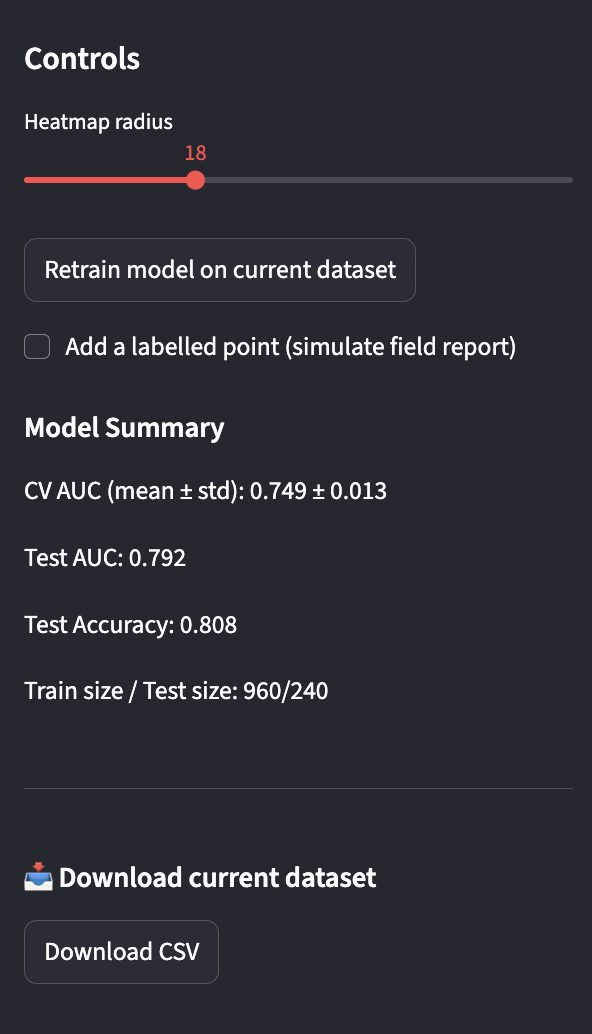 Controls
Heatmap radius
18
Retrain model on current dataset
Add a labelled point (simulate field report)
Model Summary
CV AUC (mean ± std): 0.749 ± 0.013
Test AUC: 0.792
Test Accuracy: 0.808
Train size / Test size: 960/240
📥 Download current dataset
Download CSV